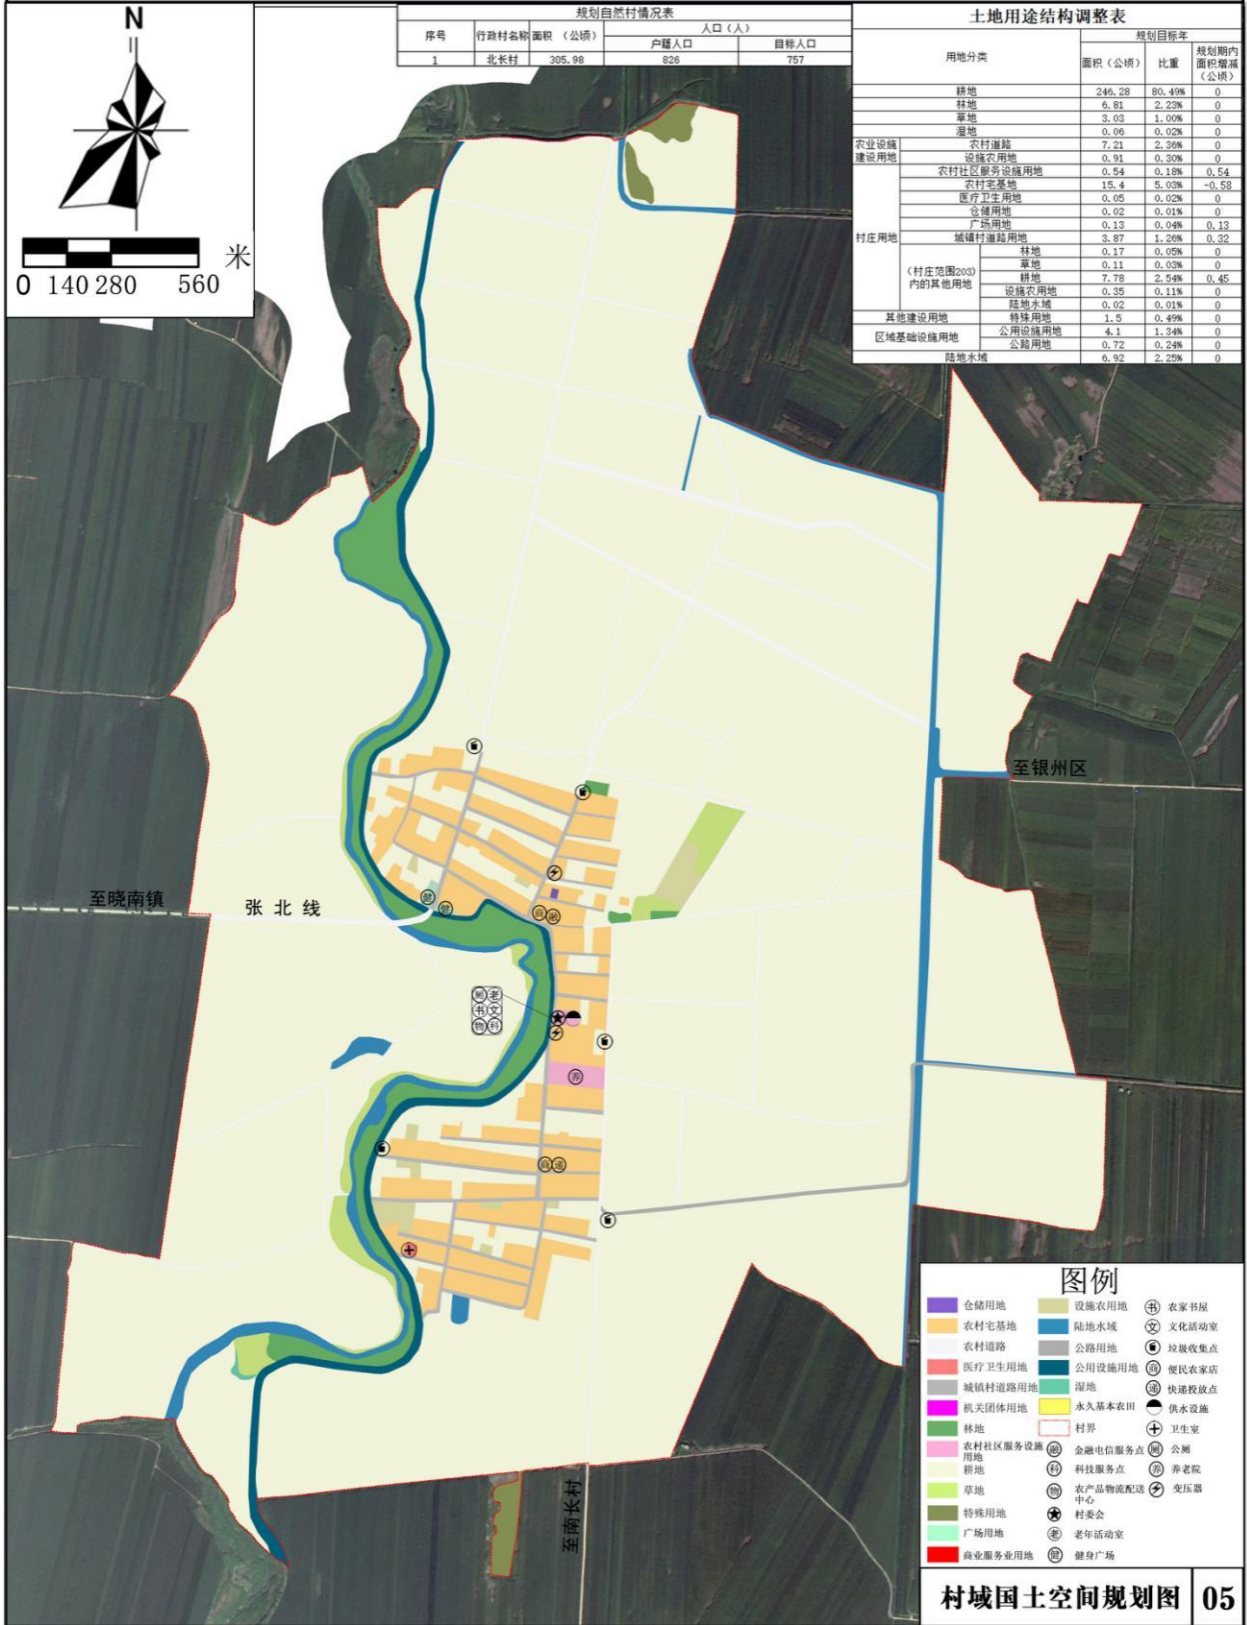 N
米
0 140 280 560
规划自然村情况表
序号 行政村名称 面积 （公顷） 人口（人）
户籍人口 目标人口
1 北长村 305.98 826 757
土地用途结构调整表
用地分类 规划目标年
面积（公顷） 比重 规划期内面积增减（公顷）
耕地 246.28 80.49% 0
林地 6.81 2.23% 0
草地 3.03 1.00% 0
湿地 0.06 0.02% 0
农业设施建设用地 农村道路 7.21 2.36% 0
设施农用地 0.91 0.30% 0
村庄用地 农村社区服务设施用地 0.54 0.18% 0.54
农村宅基地 15.4 5.03% -0.58
医疗卫生用地 0.05 0.02% 0
仓储用地 0.02 0.01% 0
广场用地 0.13 0.04% 0.13
城镇村道路用地 3.87 1.26% 0.32
（村庄范围203）内的其他用地 林地 0.17 0.05% 0
草地 0.11 0.03% 0
耕地 7.78 2.54% 0.45
设施农用地 0.35 0.11% 0
陆地水域 0.02 0.01% 0
其他建设用地 特殊用地 1.5 0.49% 0
区域基础设施用地 公用设施用地 4.1 1.34% 0
公路用地 0.72 0.24% 0
陆地水域 6.92 2.25% 0
至银州区
至晓南镇
张北线
健
健
商 融
厕 老
书 文
物 科
养
商 递
至南长村
图例
仓储用地 设施农用地 书 农家书屋
农村宅基地 陆地水域 文 文化活动室
农村道路 公路用地 垃圾收集点
医疗卫生用地 公用设施用地 商 便民农家店
城镇村道路用地 湿地 递 快递投放点
机关团体用地 永久基本农田 供水设施
林地 村界 卫生室
农村社区服务设施用地 融 金融电信服务点 厕 公厕
耕地 科 科技服务点 养 养老院
草地 物 农产品物流配送中心 变压器
特殊用地 村委会
广场用地 老 老年活动室
商业服务业用地 健 健身广场
村域国土空间规划图 05